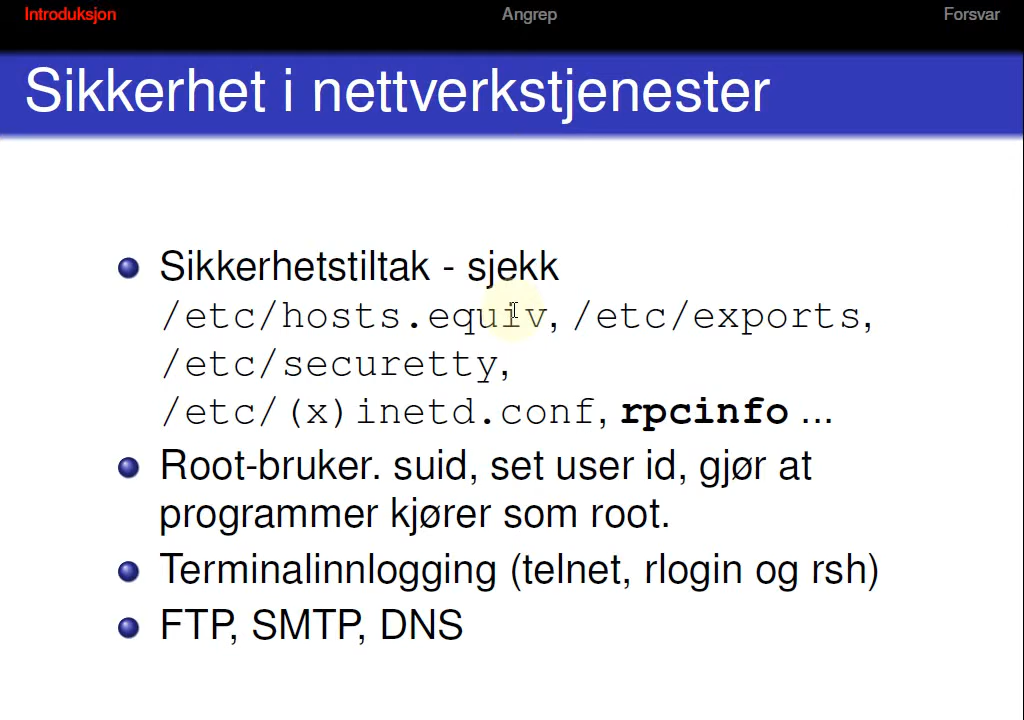 Introduksjon Angrep Forsvar
Sikkerhet i nettverkstjenester
Sikkerhetstiltak - sjekk
/etc/hosts.equiv, /etc/exports,
/etc/securetty,
/etc/(x)inetd.conf, rpcinfo ...
Root-bruker. suid, set user id, gjør at
programmer kjører som root.
Terminalinnlogging (telnet, rlogin og rsh)
FTP, SMTP, DNS